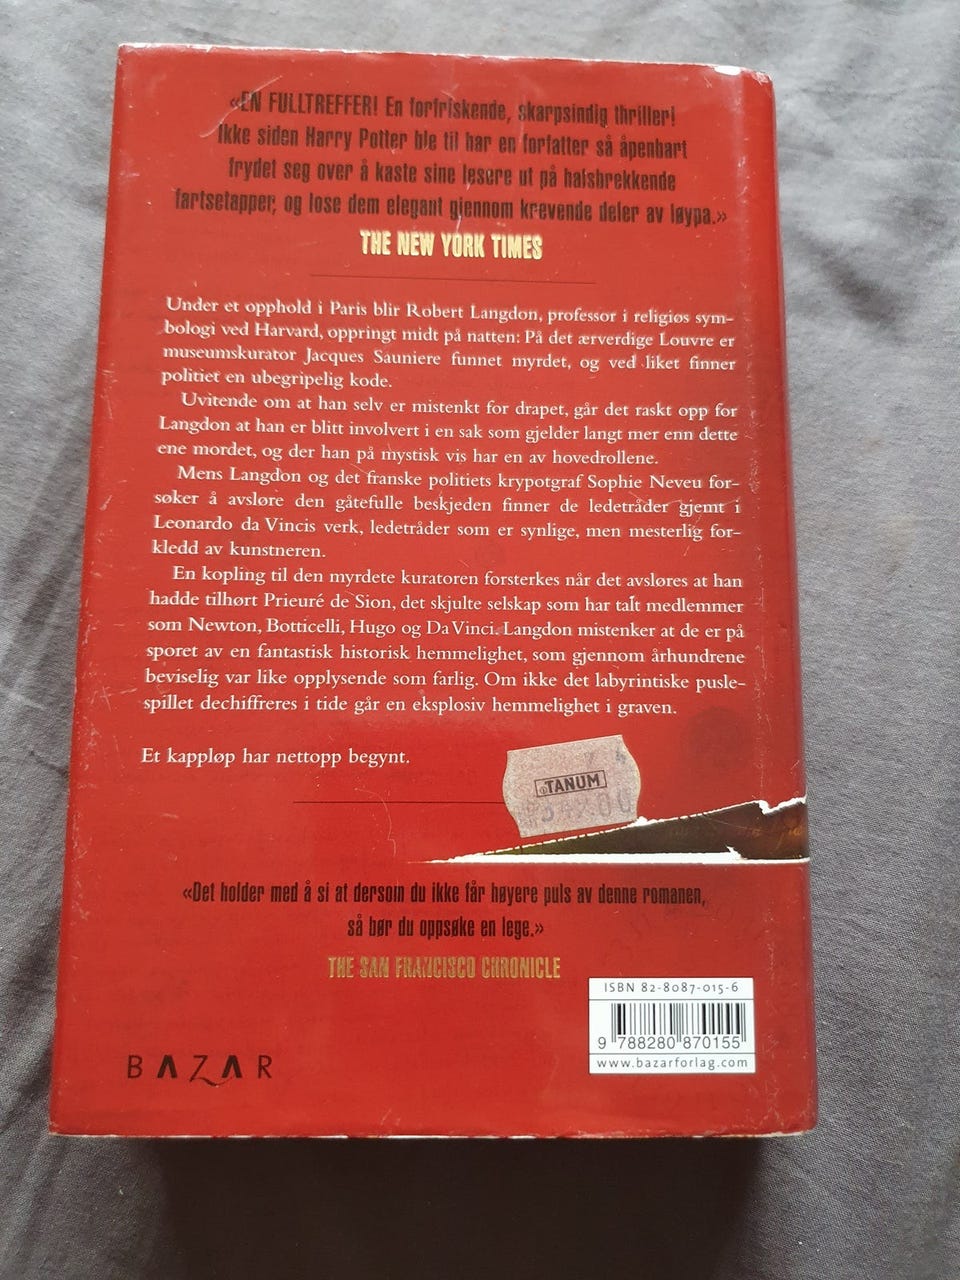 «EN FULLTREFFER! En forfriskende, skarpsindig thriller!
Ikke siden Harry Potter ble til har en forfatter så åpenhart
frydet seg over å kaste sine lesere ut på halsbrekkende
fartsetapper, og lose dem elegant gjennom krevende deler av løypa.»
THE NEW YORK TIMES
Under et opphold i Paris blir Robert Langdon, professor i religiøs sym-
bologi ved Harvard, oppringt midt på natten: På det ærverdige Louvre er
museumskurator Jacques Sauniere funnet myrdet, og ved liket finner
politiet en ubegripelig kode.
Uvitende om at han selv er mistenkt for drapet, går det raskt opp for
Langdon at han er blitt involvert i en sak som gjelder langt mer enn dette
ene mordet, og der han på mystisk vis har en av hovedrollene.
Mens Langdon og det franske politiets krypotgraf Sophie Neveu for-
søker å avsløre den gåtefulle beskjeden finner de ledetråder gjemt i
Leonardo da Vincis verk, ledetråder som er synlige, men mesterlig for-
kledd av kunstneren.
En kopling til den myrdete kuratoren forsterkes når det avsløres at han
hadde tilhørt Prieuré de Sion, det skjulte selskap som har talt medlemmer
som Newton, Botticelli, Hugo og Da Vinci. Langdon mistenker at de er på
sporet av en fantastisk historisk hemmelighet, som gjennom århundrene
beviselig var like opplysende som farlig. Om ikke det labyrintiske pusle-
spillet dechiffreres i tide går en eksplosiv hemmelighet i graven.
Et kappløp har nettopp begynt.
TANUM
349.00
«Det holder med å si at dersom du ikke får høyere puls av denne romanen,
så bør du oppsøke en lege.»
THE SAN FRANCISCO CHRONICLE
ISBN 82-8087-015-6
9 788280 870155
www.bazarforlag.com
BAZAR